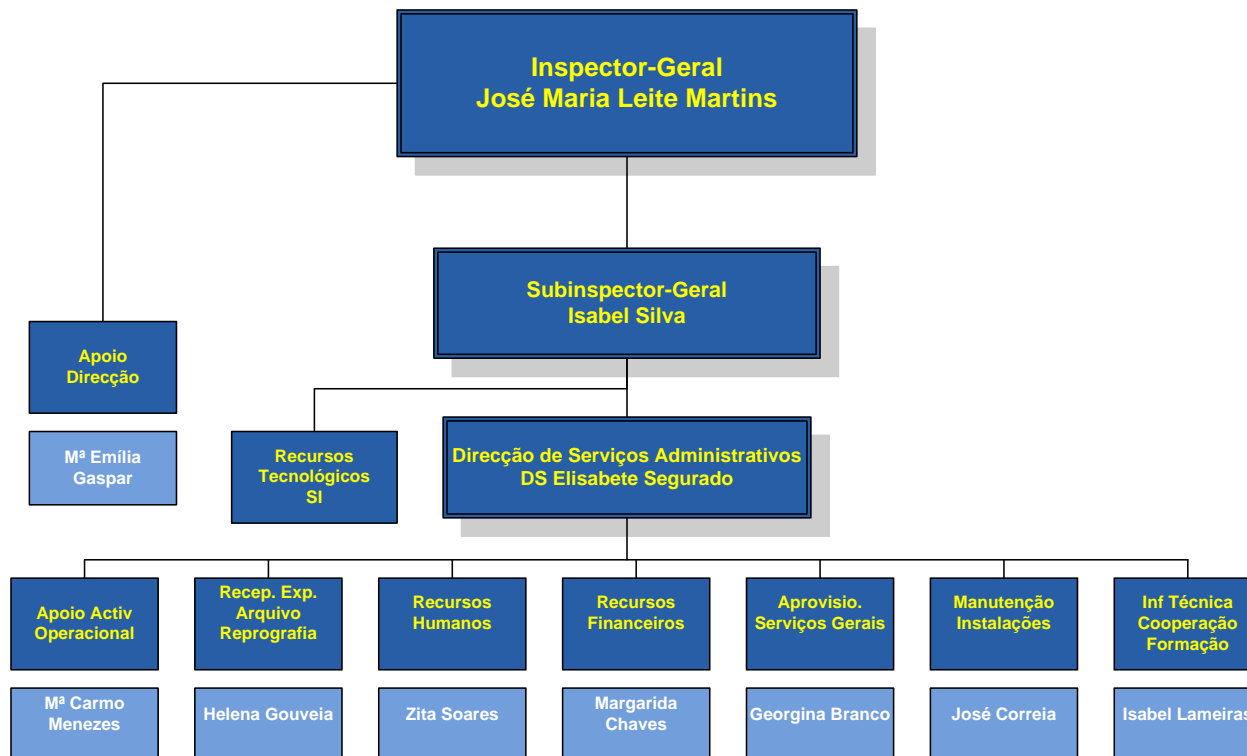 Inspector-Geral
José Maria Leite Martins
Subinspector-Geral
Isabel Silva
Apoio
Direcção
Mª Emília
Gaspar
Recursos
Tecnológicos
SI
Direcção de Serviços Administrativos
DS Elisabete Segurado
Apoio Activ
Operacional
Recep. Exp.
Arquivo
Reprografia
Recursos
Humanos
Recursos
Financeiros
Aprovisio.
Serviços Gerais
Manutenção
Instalações
Inf Técnica
Cooperação
Formação
Mª Carmo
Menezes
Helena Gouveia
Zita Soares
Margarida
Chaves
Georgina Branco
José Correia
Isabel Lameiras